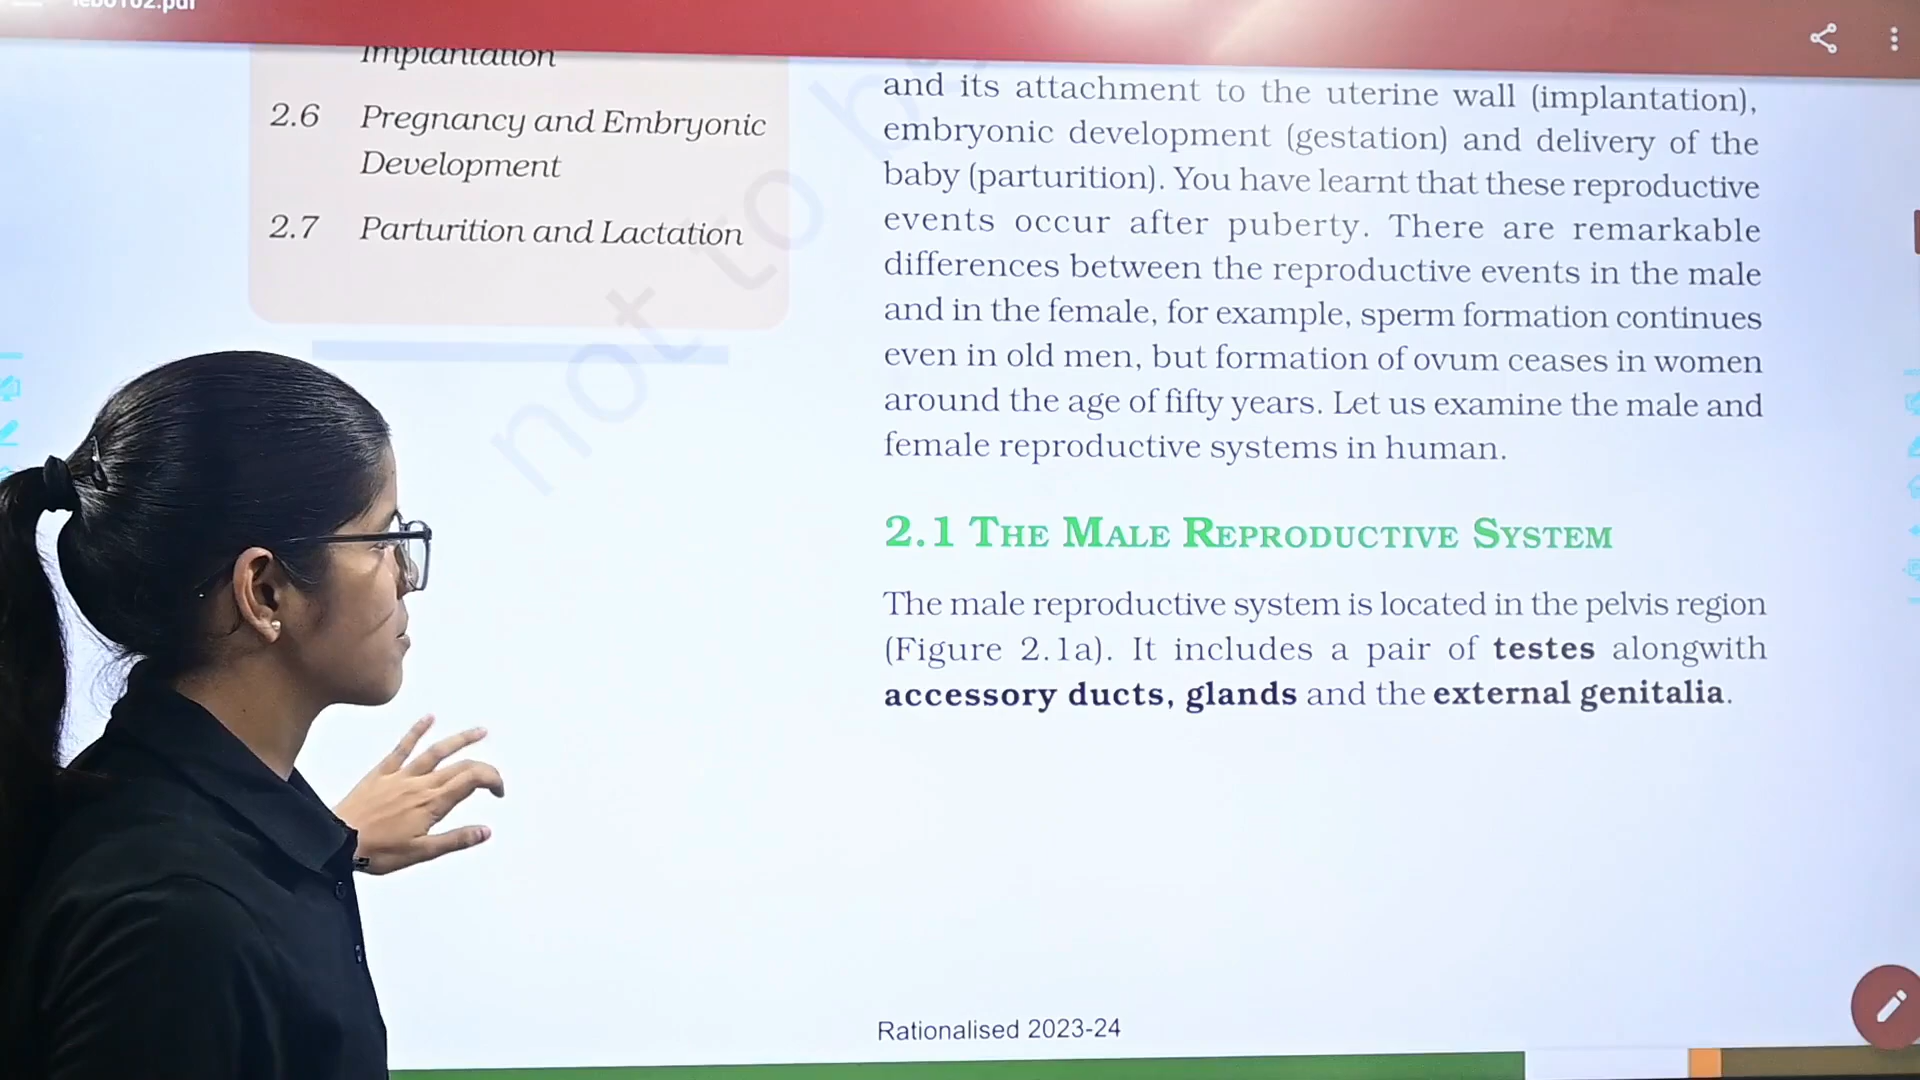 lebo102.pdf
Implantation
2.6 Pregnancy and Embryonic
Development
2.7 Parturition and Lactation
not to b
and its attachment to the uterine wall (implantation),
embryonic development (gestation) and delivery of the
baby (parturition). You have learnt that these reproductive
events occur after puberty. There are remarkable
differences between the reproductive events in the male
and in the female, for example, sperm formation continues
even in old men, but formation of ovum ceases in women
around the age of fifty years. Let us examine the male and
female reproductive systems in human.
2.1 THE MALE REPRODUCTIVE SYSTEM
The male reproductive system is located in the pelvis region
(Figure 2.1a). It includes a pair of testes alongwith
accessory ducts, glands and the external genitalia.
Rationalised 2023-24